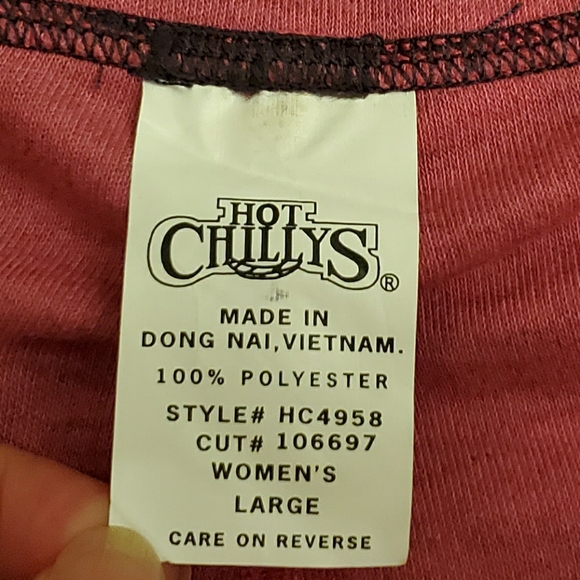 HOT
CHILLYS®
MADE IN
DONG NAI,VIETNAM.
100% POLYESTER
STYLE# HC4958
CUT# 106697
WOMEN'S
LARGE
CARE ON REVERSE